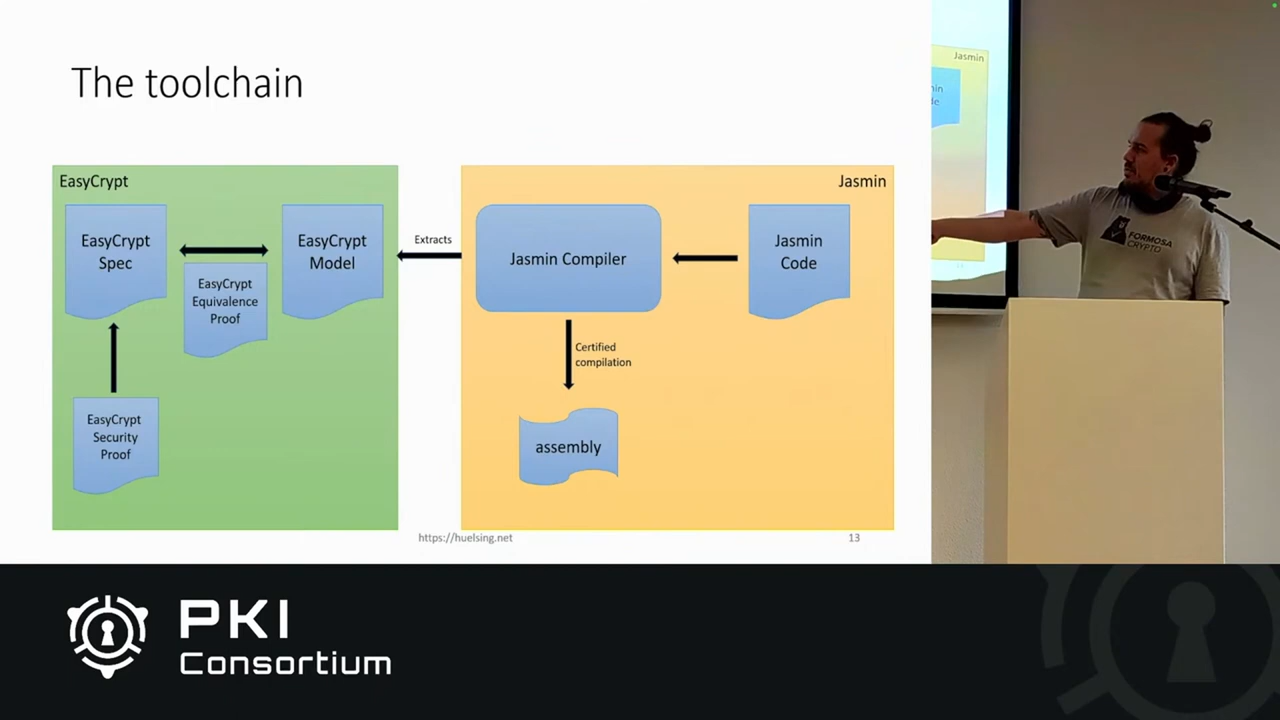 The toolchain
EasyCrypt
EasyCrypt
Spec
EasyCrypt
Equivalence
Proof
EasyCrypt
Model
EasyCrypt
Security
Proof
Extracts
Jasmin
Jasmin Compiler
Jasmin
Code
Certified
compilation
assembly
https://huelsing.net
13
Jasmin
FORMOSA
CRYPTO
PKI
Consortium